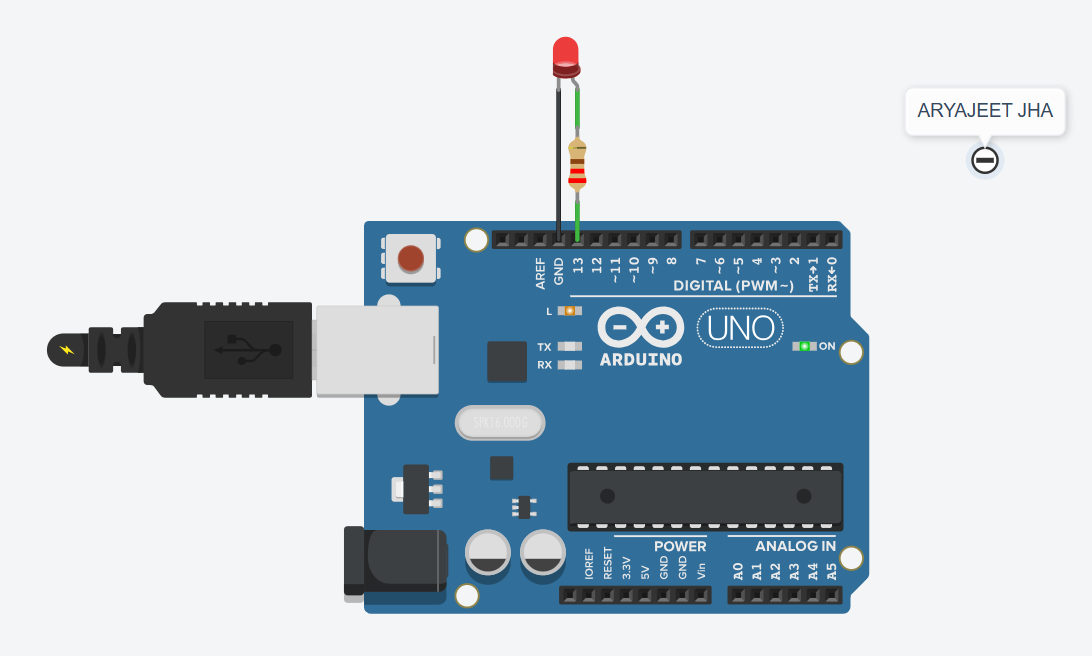 ARYAJEET JHA
AREF
GND
13
12
~11
~10
~9
8
7
~6
~5
4
~3
2
TX→1
RX←0
DIGITAL (PWM~)
L
TX
RX
UNO
ARDUINO
ON
SPK16.000G
IOREF
RESET
3.3V
5V
GND
GND
Vin
POWER
ANALOG IN
A0
A1
A2
A3
A4
A5